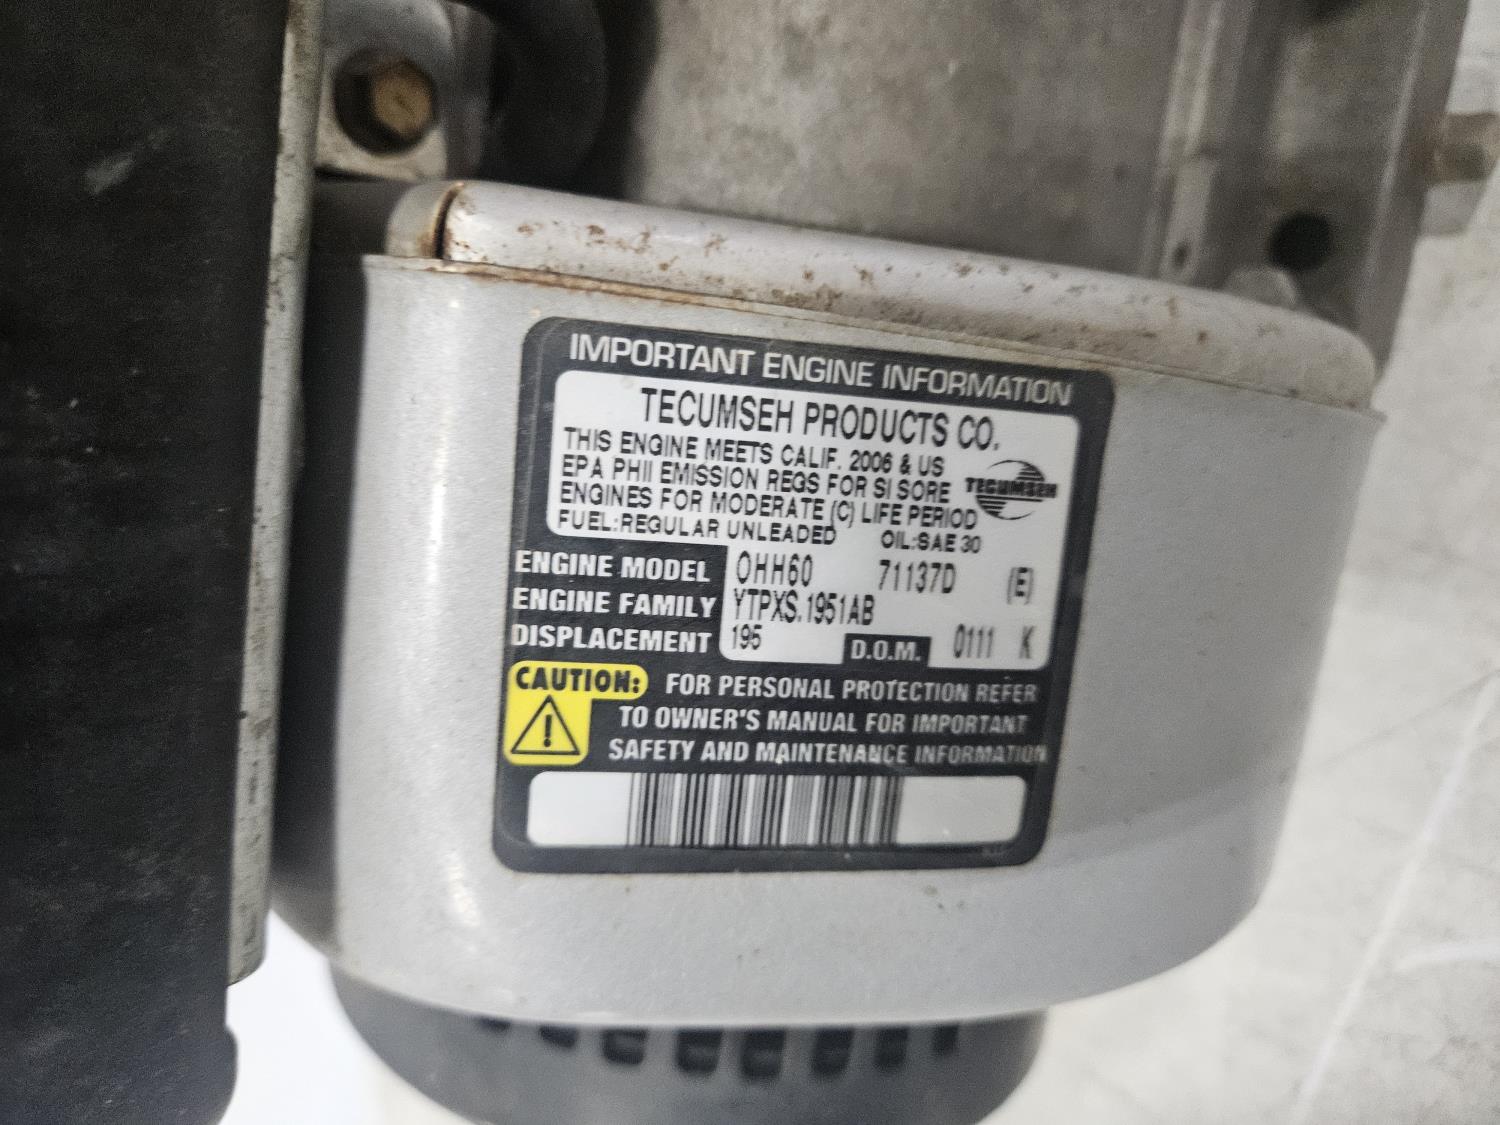 IMPORTANT ENGINE INFORMATION
TECUMSEH PRODUCTS CO.
THIS ENGINE MEETS CALIF. 2006 & US
EPA PHII EMISSION REGS FOR SI SORE
ENGINES FOR MODERATE (C) LIFE PERIOD
FUEL:REGULAR UNLEADED OIL:SAE 30
TECUMSEH
ENGINE MODEL OHH60 71137D (E)
ENGINE FAMILY YTPXS.1951AB
DISPLACEMENT 195 D.O.M. 0111 K
CAUTION: FOR PERSONAL PROTECTION REFER
TO OWNER'S MANUAL FOR IMPORTANT
SAFETY AND MAINTENANCE INFORMATION